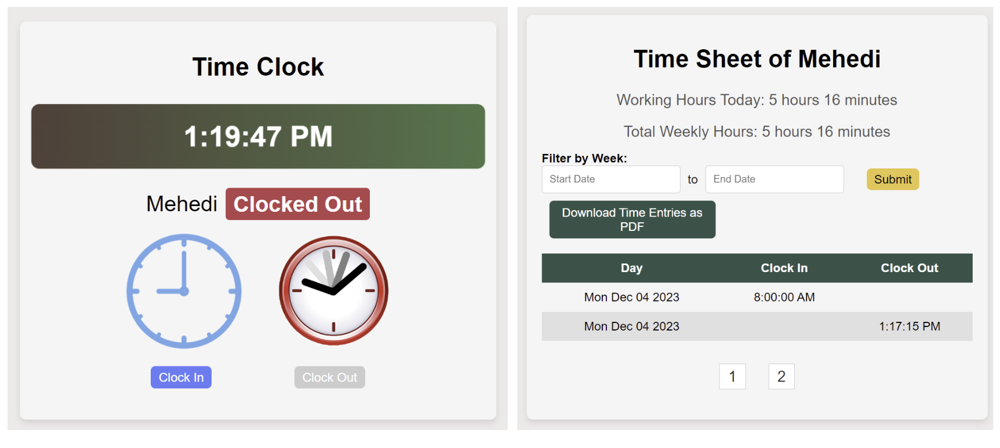 Time Clock
1:19:47 PM
Mehedi Clocked Out
Clock In Clock Out
Time Sheet of Mehedi
Working Hours Today: 5 hours 16 minutes
Total Weekly Hours: 5 hours 16 minutes
Filter by Week:
Start Date to End Date Submit
Download Time Entries as
PDF
Day Clock In Clock Out
Mon Dec 04 2023 8:00:00 AM
Mon Dec 04 2023 1:17:15 PM
1 2